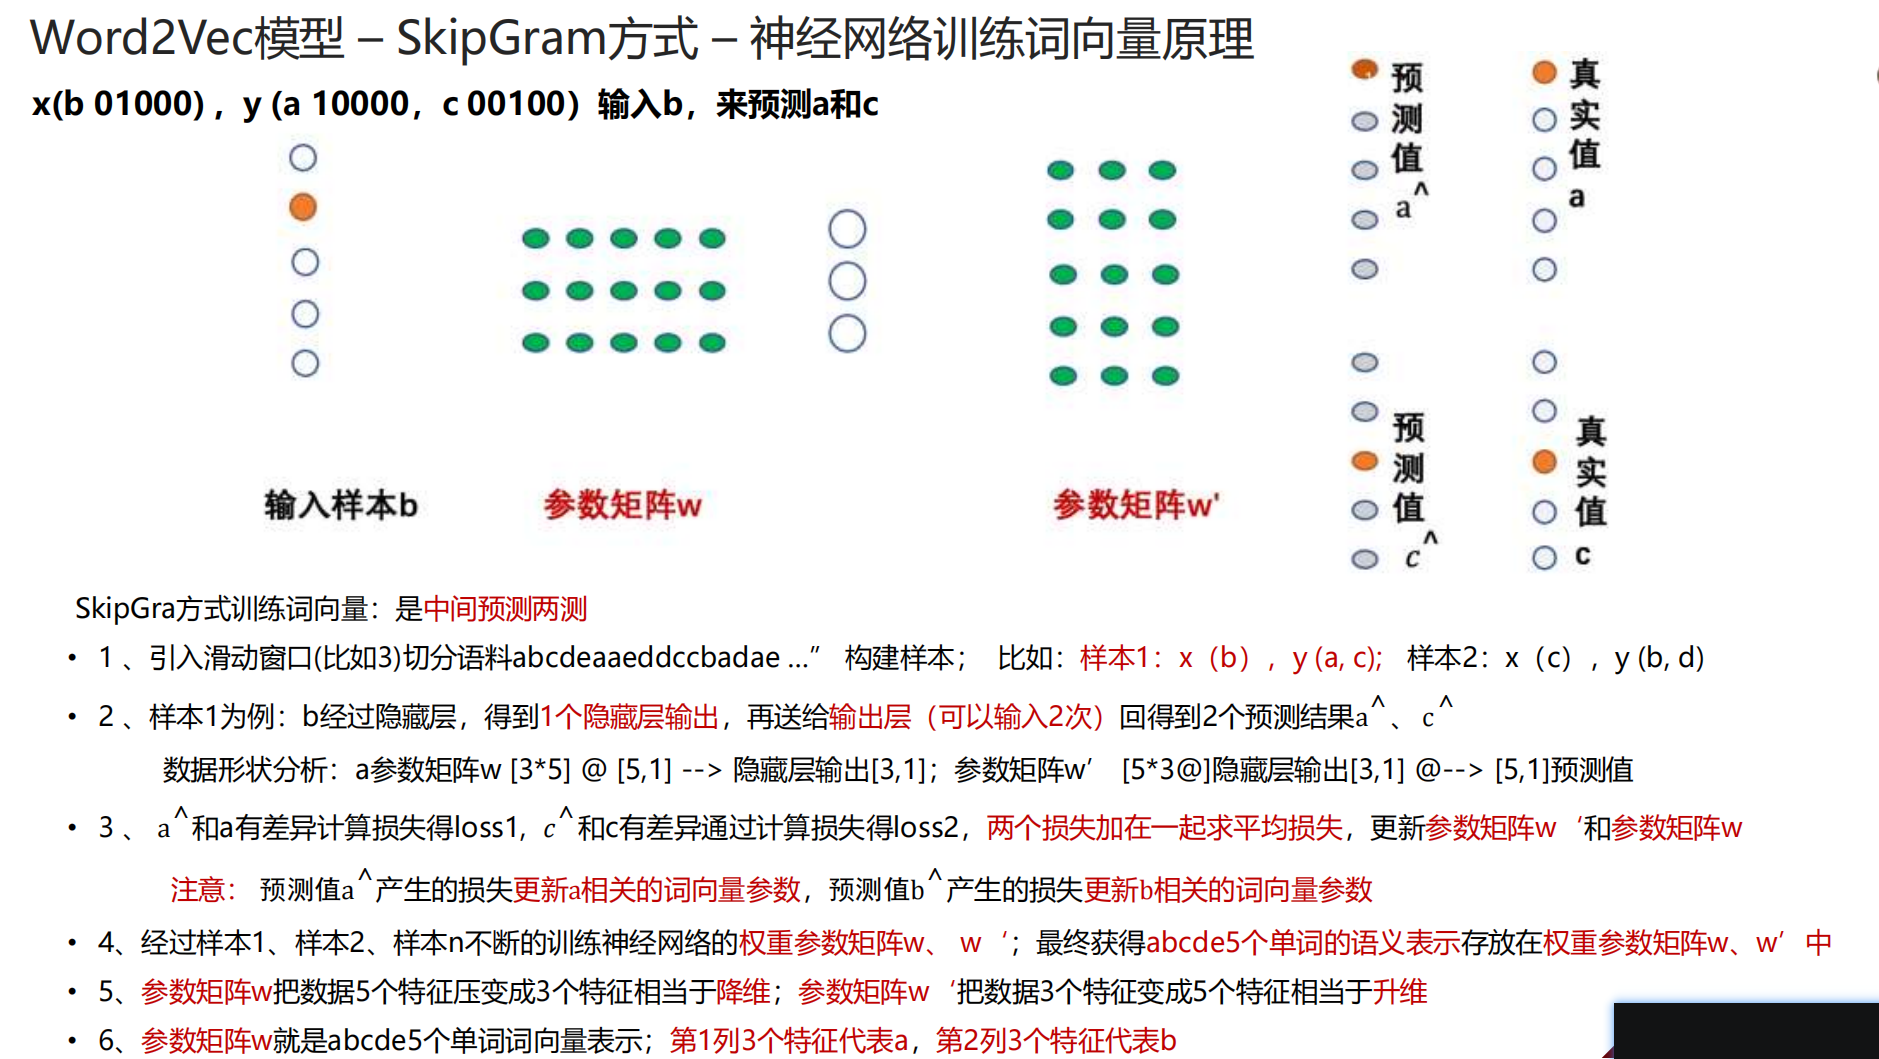 Word2Vec模型 – SkipGram方式 – 神经网络训练词向量原理
x(b 01000) ，y (a 10000，c 00100）输入b，来预测a和c
预测值a^
真实值a
预测值c^
真实值c
输入样本b
参数矩阵w
参数矩阵w'
SkipGra方式训练词向量：是中间预测两测
• 1 、引入滑动窗口(比如3)切分语料abcdeaaeddccbadae ...” 构建样本； 比如：样本1：x（b），y (a, c); 样本2：x（c），y (b, d)
• 2 、样本1为例：b经过隐藏层，得到1个隐藏层输出，再送给输出层（可以输入2次）回得到2个预测结果a^、c^
数据形状分析：a参数矩阵w [3*5] @ [5,1] --> 隐藏层输出[3,1]；参数矩阵w’ [5*3@]隐藏层输出[3,1] @--> [5,1]预测值
• 3 、 a^和a有差异计算损失得loss1，c^和c有差异通过计算损失得loss2，两个损失加在一起求平均损失，更新参数矩阵w‘和参数矩阵w
注意： 预测值a^产生的损失更新a相关的词向量参数，预测值b^产生的损失更新b相关的词向量参数
• 4、经过样本1、样本2、样本n不断的训练神经网络的权重参数矩阵w、 w‘；最终获得abcde5个单词的语义表示存放在权重参数矩阵w、w’中
• 5、参数矩阵w把数据5个特征压变成3个特征相当于降维；参数矩阵w‘把数据3个特征变成5个特征相当于升维
• 6、参数矩阵w就是abcde5个单词词向量表示；第1列3个特征代表a，第2列3个特征代表b